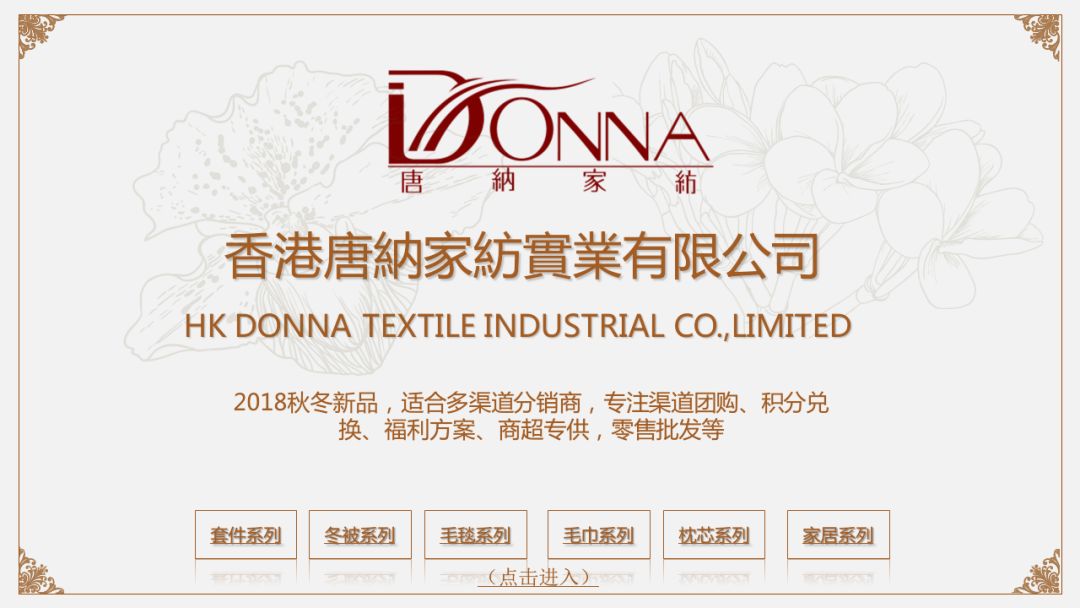 DONNA
唐納家紡
香港唐納家紡實業有限公司
HK DONNA TEXTILE INDUSTRIAL CO.,LIMITED
2018秋冬新品，适合多渠道分销商，专注渠道团购、积分兑
换、福利方案、商超专供，零售批发等
套件系列 冬被系列 毛毯系列 毛巾系列 枕芯系列 家居系列
（点击进入）